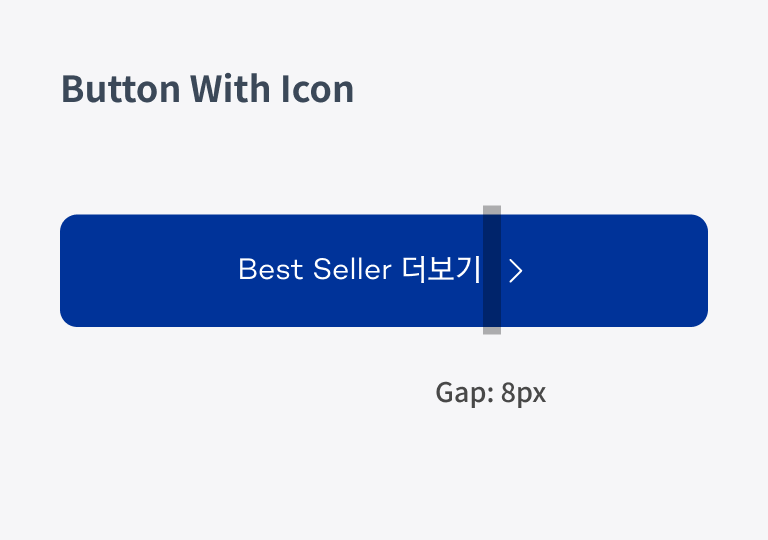 Button With Icon
Best Seller 더보기
Gap: 8px